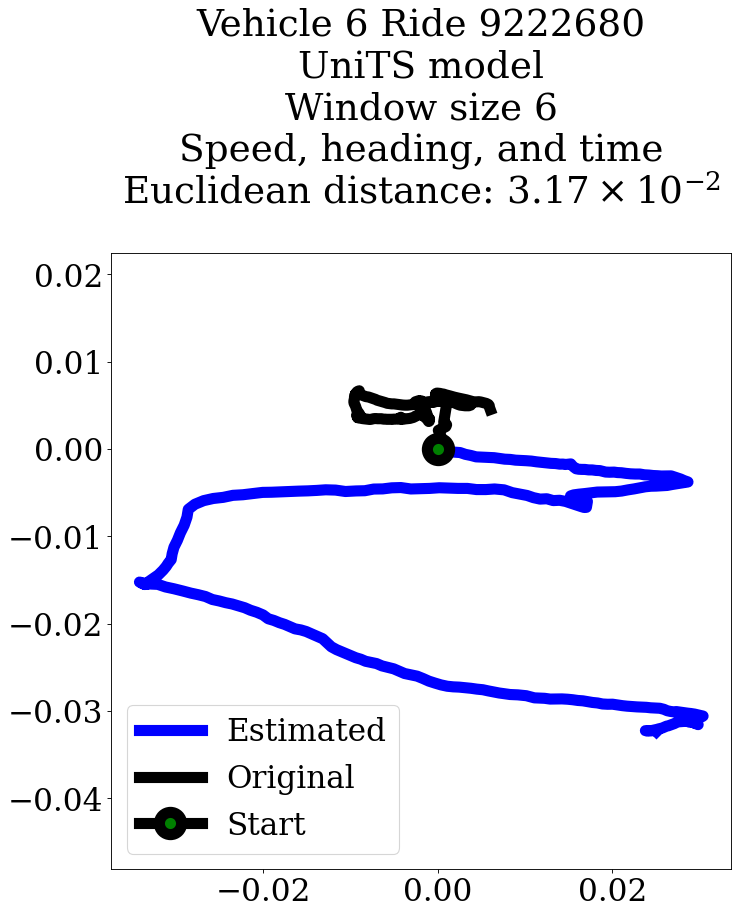 Vehicle 6 Ride 9222680
UniTS model
Window size 6
Speed, heading, and time
Euclidean distance: 3.17 × 10⁻²
0.02
0.01
0.00
−0.01
−0.02
−0.03
−0.04
Estimated
Original
Start
−0.02 0.00 0.02